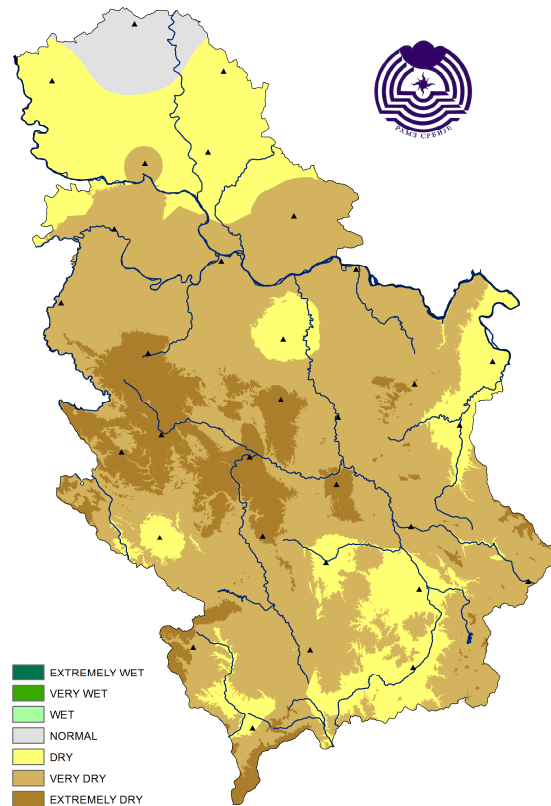 РХМЗ СРБИЈЕ
EXTREMELY WET
VERY WET
WET
NORMAL
DRY
VERY DRY
EXTREMELY DRY